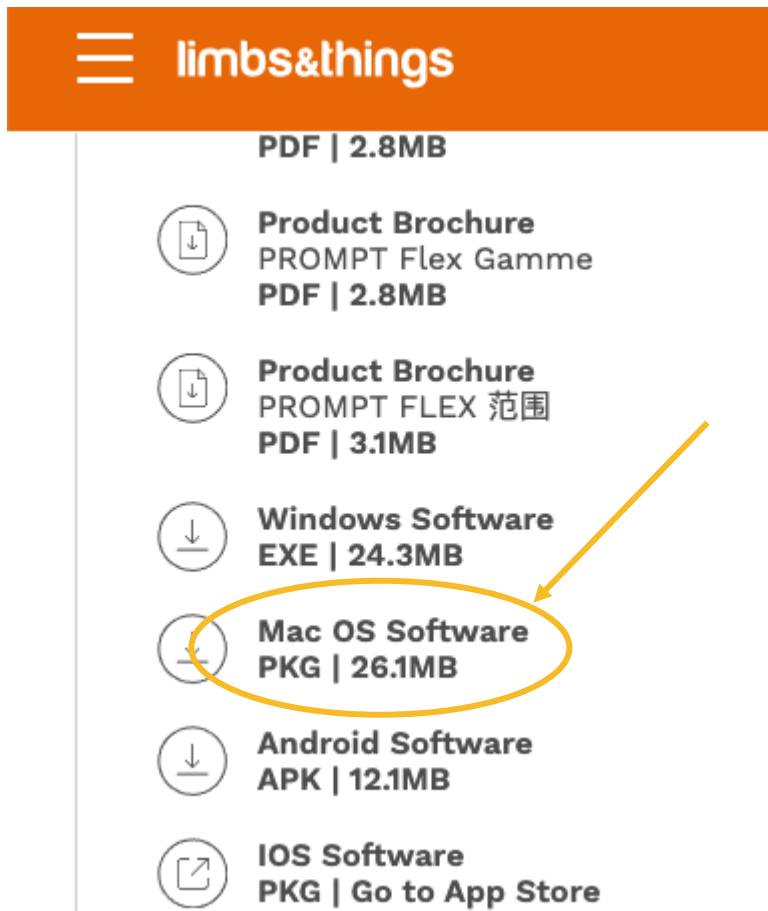 limbs&things
PDF | 2.8MB
Product Brochure
PROMPT Flex Gamme
PDF | 2.8MB
Product Brochure
PROMPT FLEX 范围
PDF | 3.1MB
Windows Software
EXE | 24.3MB
Mac OS Software
PKG | 26.1MB
Android Software
APK | 12.1MB
IOS Software
PKG | Go to App Store